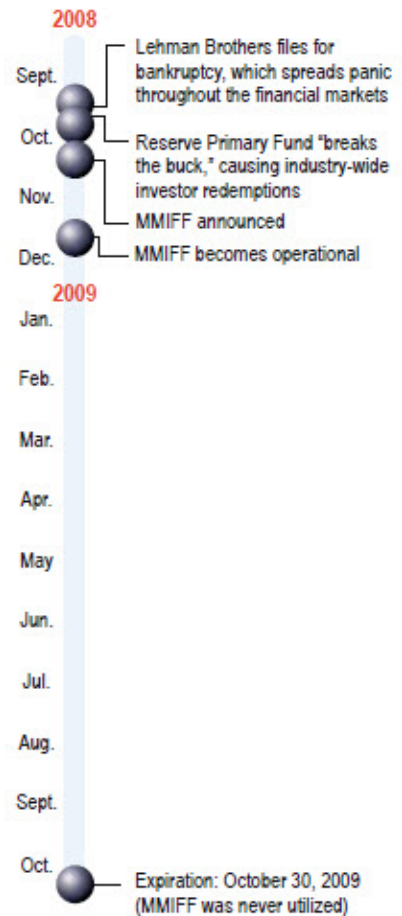 2008
Sept.
Lehman Brothers files for
bankruptcy, which spreads panic
throughout the financial markets
Oct.
Reserve Primary Fund “breaks
the buck,” causing industry-wide
investor redemptions
Nov.
MMIFF announced
Dec.
MMIFF becomes operational
2009
Jan.
Feb.
Mar.
Apr.
May
Jun.
Jul.
Aug.
Sept.
Oct.
Expiration: October 30, 2009
(MMIFF was never utilized)